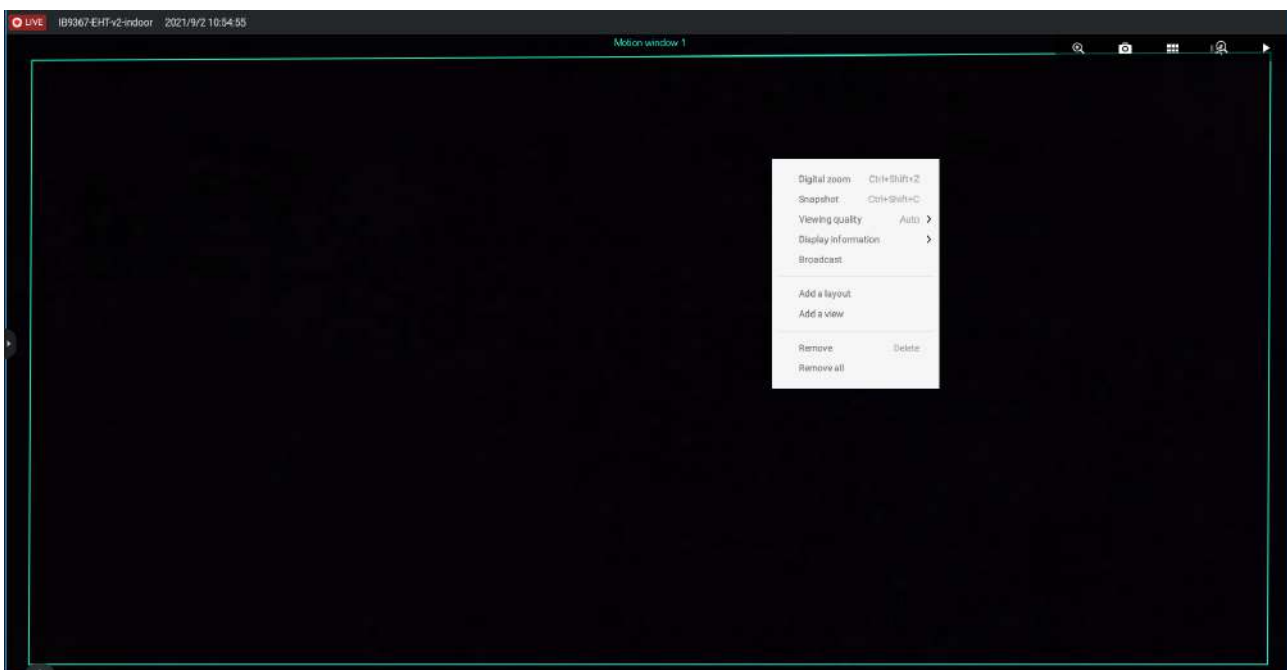 LIVE IB9367-EHT-v2-indoor 2021/9/2 10:54:55
Motion window 1
Digital zoom Ctrl+Shift+Z
Snapshot Ctrl+Shift+C
Viewing quality Auto
Display information
Broadcast
Add a layout
Add a view
Remove Delete
Remove all